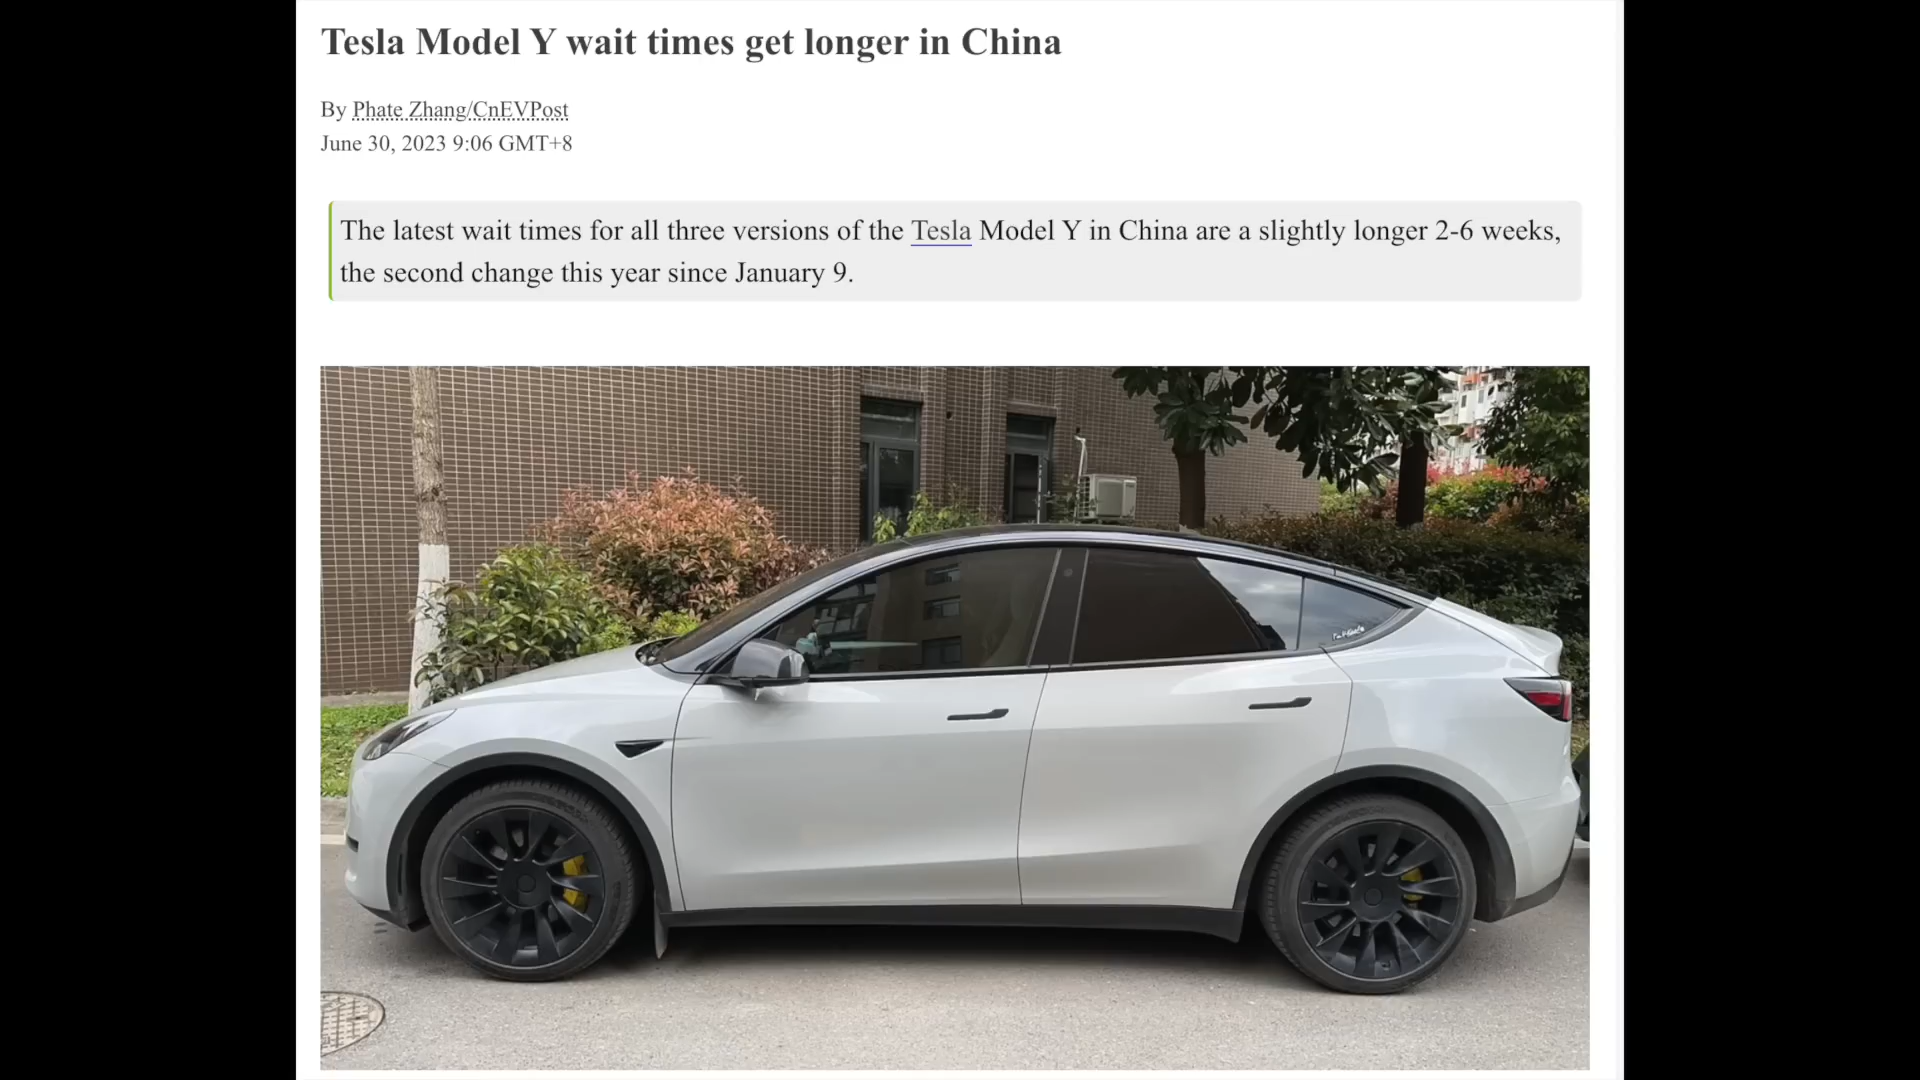 Tesla Model Y wait times get longer in China
By Phate Zhang/CnEVPost
June 30, 2023 9:06 GMT+8
The latest wait times for all three versions of the Tesla Model Y in China are a slightly longer 2-6 weeks,
the second change this year since January 9.